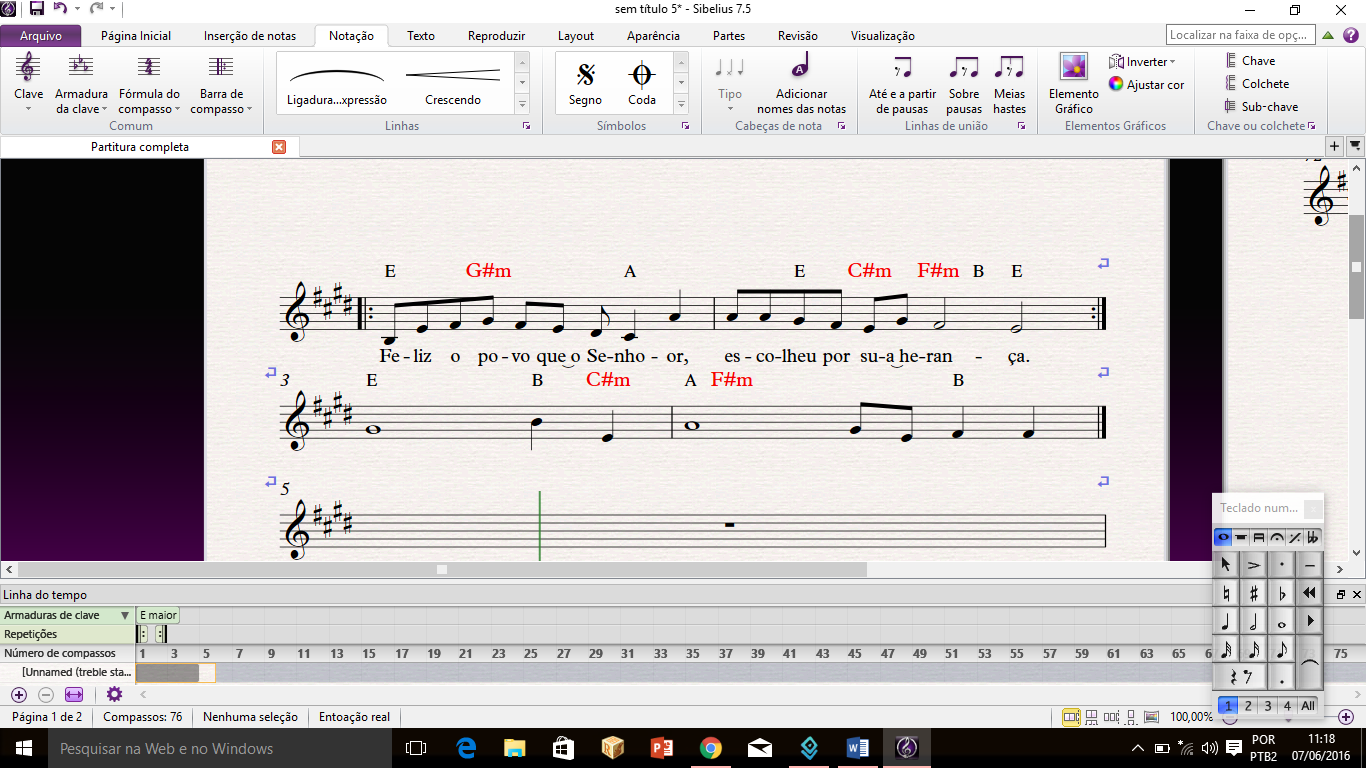 sem título 5* - Sibelius 7.5
Arquivo Página Inicial Inserção de notas Notação Texto Reproduzir Layout Aparência Partes Revisão Visualização Localizar na faixa de opç...
Clave Armadura da clave Fórmula do compasso Barra de compasso
Comum
Ligadura...xpressão Crescendo
Linhas
Segno Coda
Símbolos
Tipo Adicionar nomes das notas
Cabeças de nota
Até e a partir de pausas Sobre pausas Meias hastes
Linhas de união
Elemento Gráfico Inverter Ajustar cor
Elementos Gráficos
Chave
Colchete
Sub-chave
Chave ou colchete
Partitura completa
E G#m A E C#m F#m B E
Fe-liz o po-vo que o Se-nho-or, es-co-lheu por su-a he-ran - ça.
3 E B C#m A F#m B
5
Teclado num...
Linha do tempo
Armaduras de clave E maior
Repetições
Número de compassos 1 3 5 7 9 11 13 15 17 19 21 23 25 27 29 31 33 35 37 39 41 43 45 47 49 51 53 55 57 59 61 63 65 67 75
[Unnamed (treble sta...
1 2 3 4 All
Página 1 de 2 Compassos: 76 Nenhuma seleção Entoação real 100,00%
Pesquisar na Web e no Windows
POR
PTB2
11:18
07/06/2016